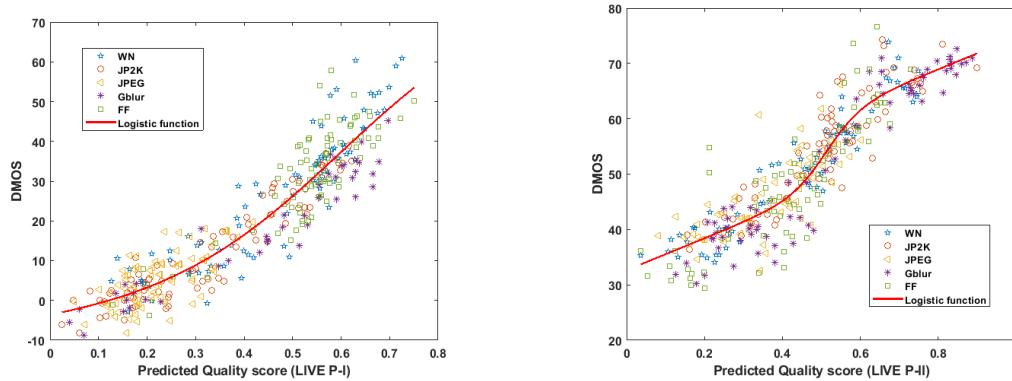 70
60
50
40
30
20
10
0
-10
DMOS
WN
JP2K
JPEG
Gblur
FF
Logistic function
0 0.1 0.2 0.3 0.4 0.5 0.6 0.7 0.8
Predicted Quality score (LIVE P-I)
80
70
60
50
40
30
20
DMOS
WN
JP2K
JPEG
Gblur
FF
Logistic function
0 0.2 0.4 0.6 0.8
Predicted Quality score (LIVE P-II)